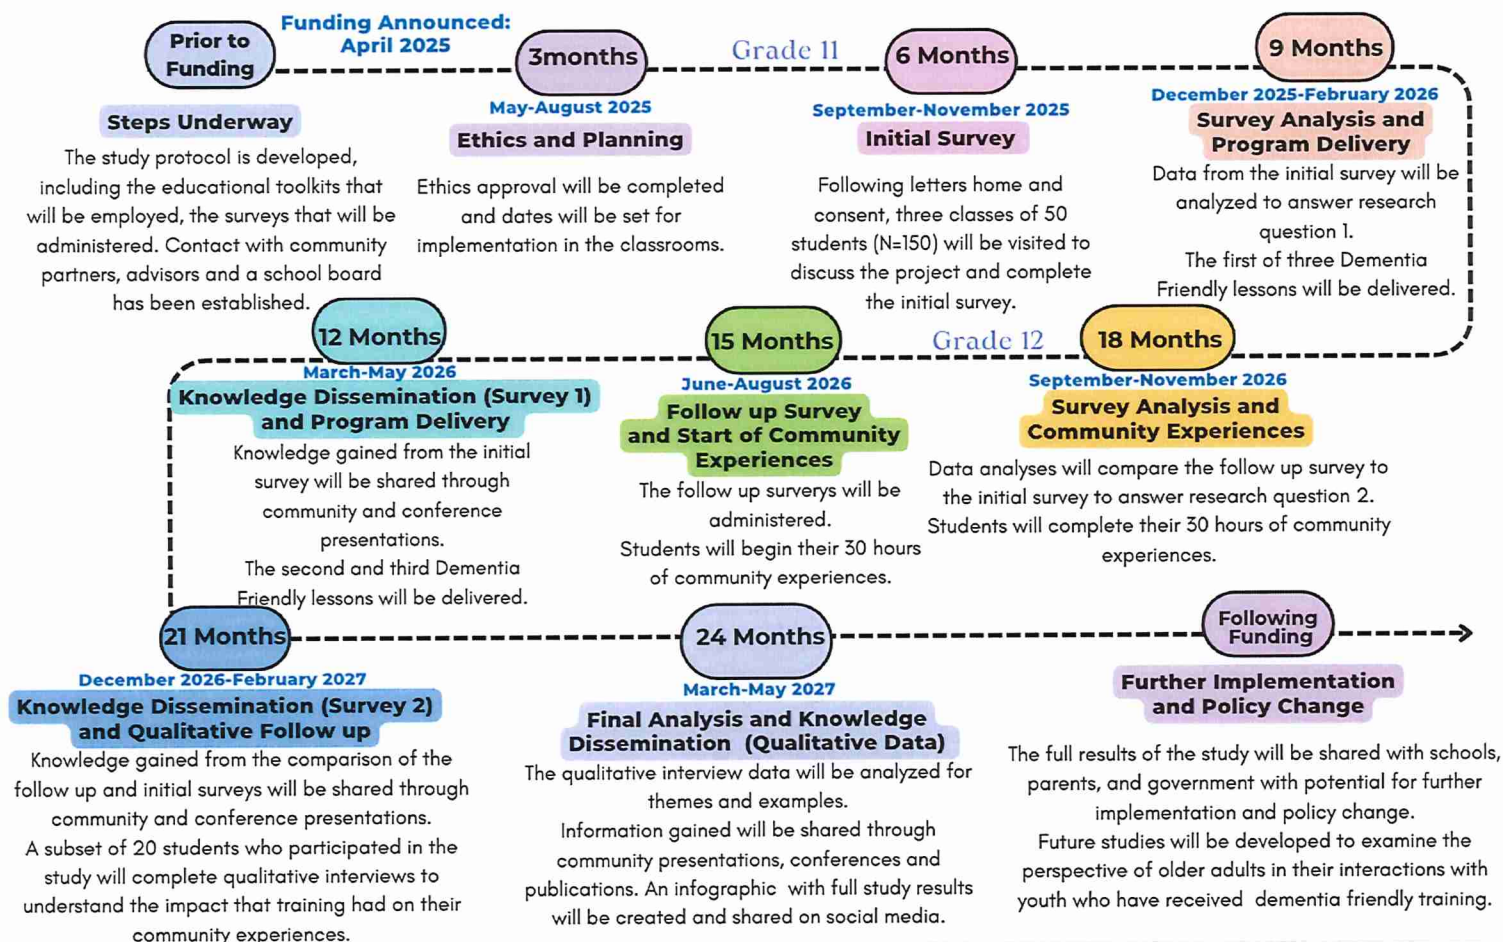 Prior to
Funding
Funding Announced:
April 2025
Steps Underway
The study protocol is developed,
including the educational toolkits that
will be employed, the surveys that will be
administered. Contact with community
partners, advisors and a school board
has been established.
3months
May-August 2025
Ethics and Planning
Ethics approval will be completed
and dates will be set for
implementation in the classrooms.
Grade 11
6 Months
September-November 2025
Initial Survey
Following letters home and
consent, three classes of 50
students (N=150) will be visited to
discuss the project and complete
the initial survey.
9 Months
December 2025-February 2026
Survey Analysis and
Program Delivery
Data from the initial survey will be
analyzed to answer research
question 1.
The first of three Dementia
Friendly lessons will be delivered.
12 Months
March-May 2026
Knowledge Dissemination (Survey 1)
and Program Delivery
Knowledge gained from the initial
survey will be shared through
community and conference
presentations.
The second and third Dementia
Friendly lessons will be delivered.
15 Months
June-August 2026
Follow up Survey
and Start of Community
Experiences
The follow up surverys will be
administered.
Students will begin their 30 hours
of community experiences.
Grade 12
18 Months
September-November 2026
Survey Analysis and
Community Experiences
Data analyses will compare the follow up survey to
the initial survey to answer research question 2.
Students will complete their 30 hours of community
experiences.
21 Months
December 2026-February 2027
Knowledge Dissemination (Survey 2)
and Qualitative Follow up
Knowledge gained from the comparison of the
follow up and initial surveys will be shared through
community and conference presentations.
A subset of 20 students who participated in the
study will complete qualitative interviews to
understand the impact that training had on their
community experiences.
24 Months
March-May 2027
Final Analysis and Knowledge
Dissemination (Qualitative Data)
The qualitative interview data will be analyzed for
themes and examples.
Information gained will be shared through
community presentations, conferences and
publications. An infographic with full study results
will be created and shared on social media.
Following
Funding
Further Implementation
and Policy Change
The full results of the study will be shared with schools,
parents, and government with potential for further
implementation and policy change.
Future studies will be developed to examine the
perspective of older adults in their interactions with
youth who have received dementia friendly training.